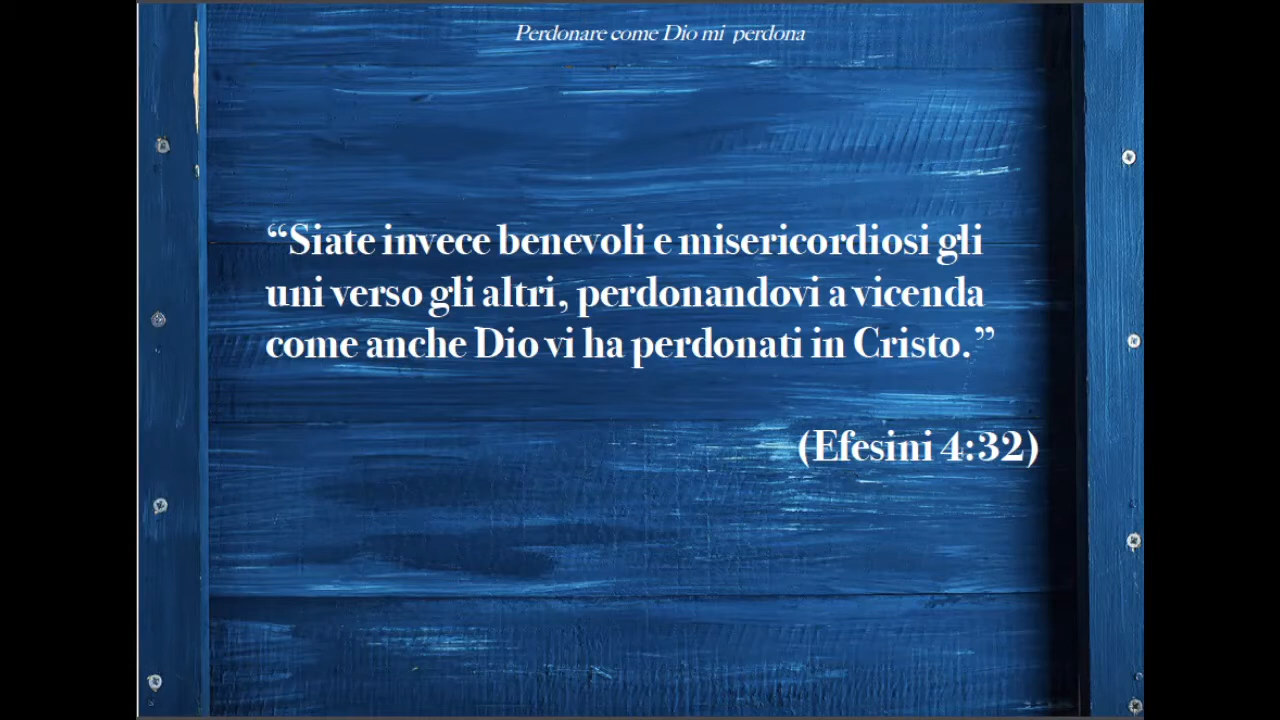 Perdonare come Dio mi perdona
“Siate invece benevoli e misericordiosi gli
uni verso gli altri, perdonandovi a vicenda
come anche Dio vi ha perdonati in Cristo.”
(Efesini 4:32)